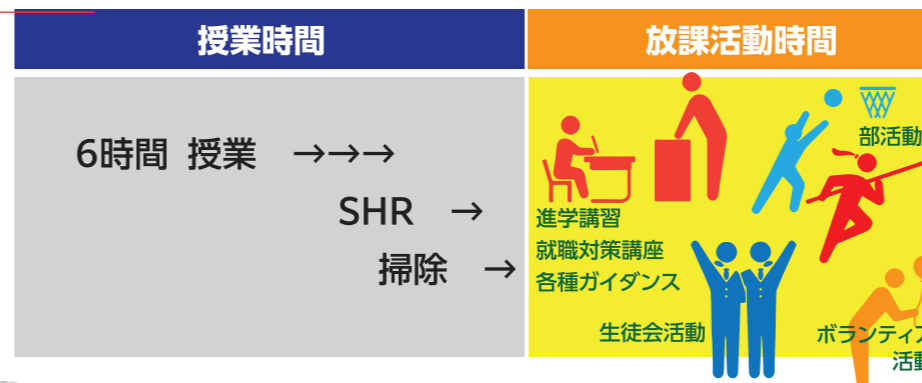 授業時間
放課活動時間
6時間 授業 →→→
SHR →
掃除 →
部活動
進学講習
就職対策講座
各種ガイダンス
生徒会活動
ボランティ
活動